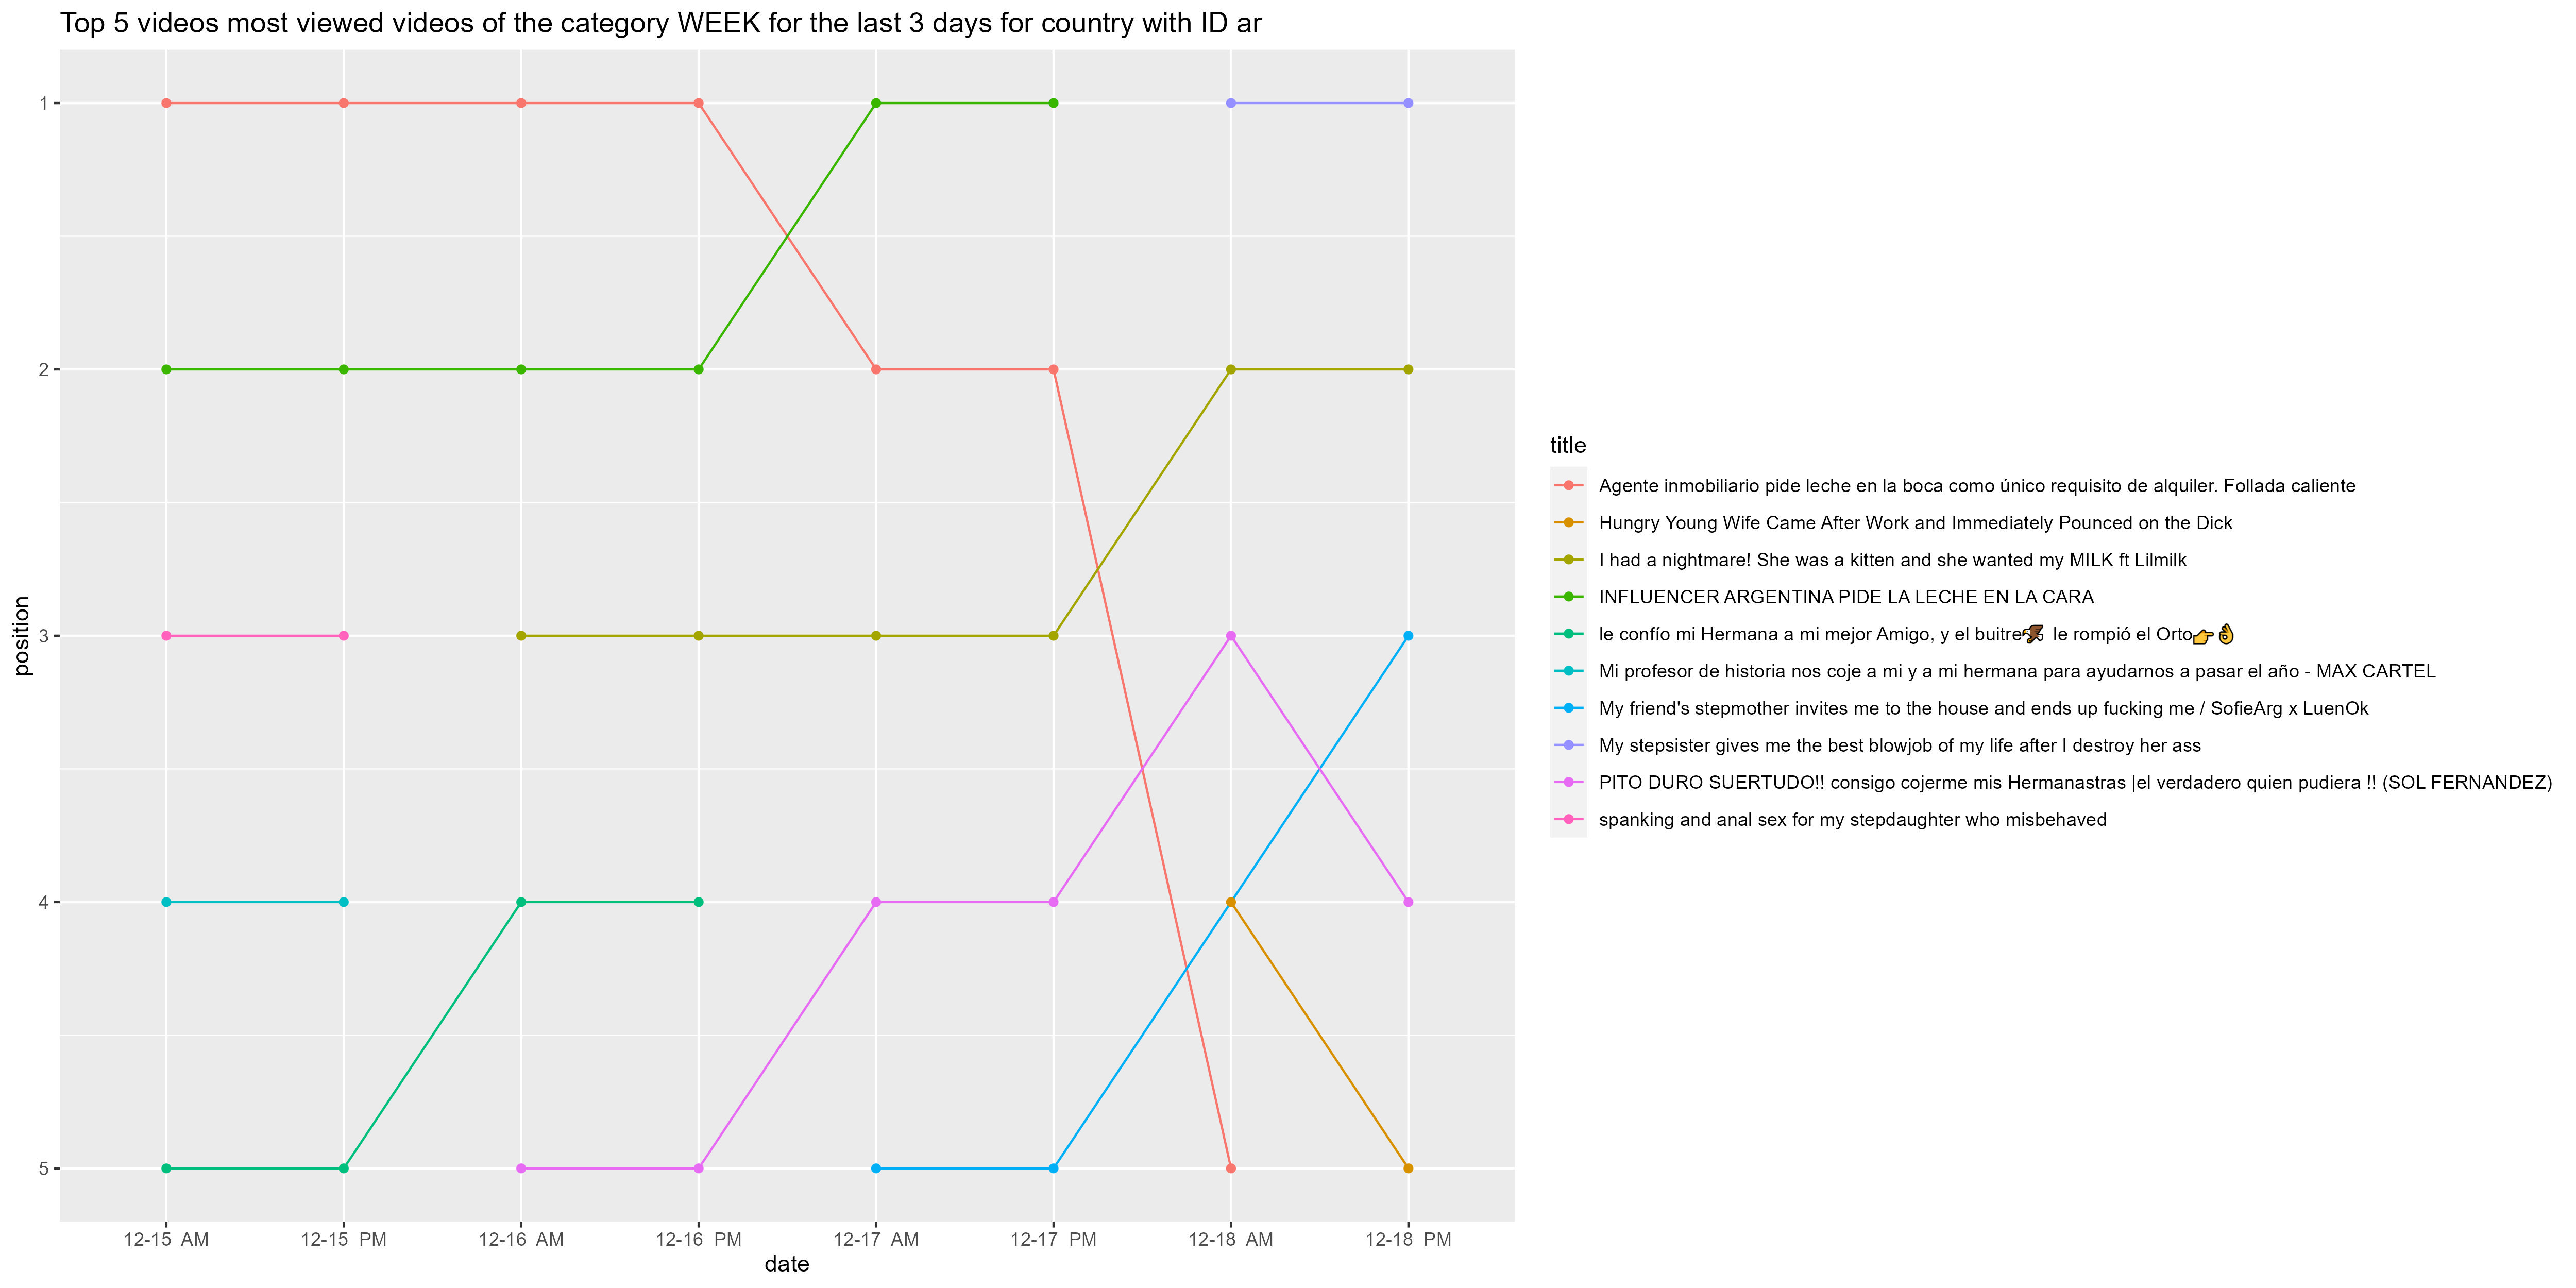 Top 5 videos most viewed videos of the category WEEK for the last 3 days for country with ID ar
position
1
2
3
4
5
12-15 AM
12-15 PM
12-16 AM
12-16 PM
12-17 AM
12-17 PM
12-18 AM
12-18 PM
date
title
Agente inmobiliario pide leche en la boca como único requisito de alquiler. Follada caliente
Hungry Young Wife Came After Work and Immediately Pounced on the Dick
I had a nightmare! She was a kitten and she wanted my MILK ft Lilmilk
INFLUENCER ARGENTINA PIDE LA LECHE EN LA CARA
le confío mi Hermana a mi mejor Amigo, y el buitre🦅 le rompió el Orto👉👌
Mi profesor de historia nos coje a mi y a mi hermana para ayudarnos a pasar el año - MAX CARTEL
My friend's stepmother invites me to the house and ends up fucking me / SofieArg x LuenOk
My stepsister gives me the best blowjob of my life after I destroy her ass
PITO DURO SUERTUDO!! consigo cojerme mis Hermanastras |el verdadero quien pudiera !! (SOL FERNANDEZ)
spanking and anal sex for my stepdaughter who misbehaved